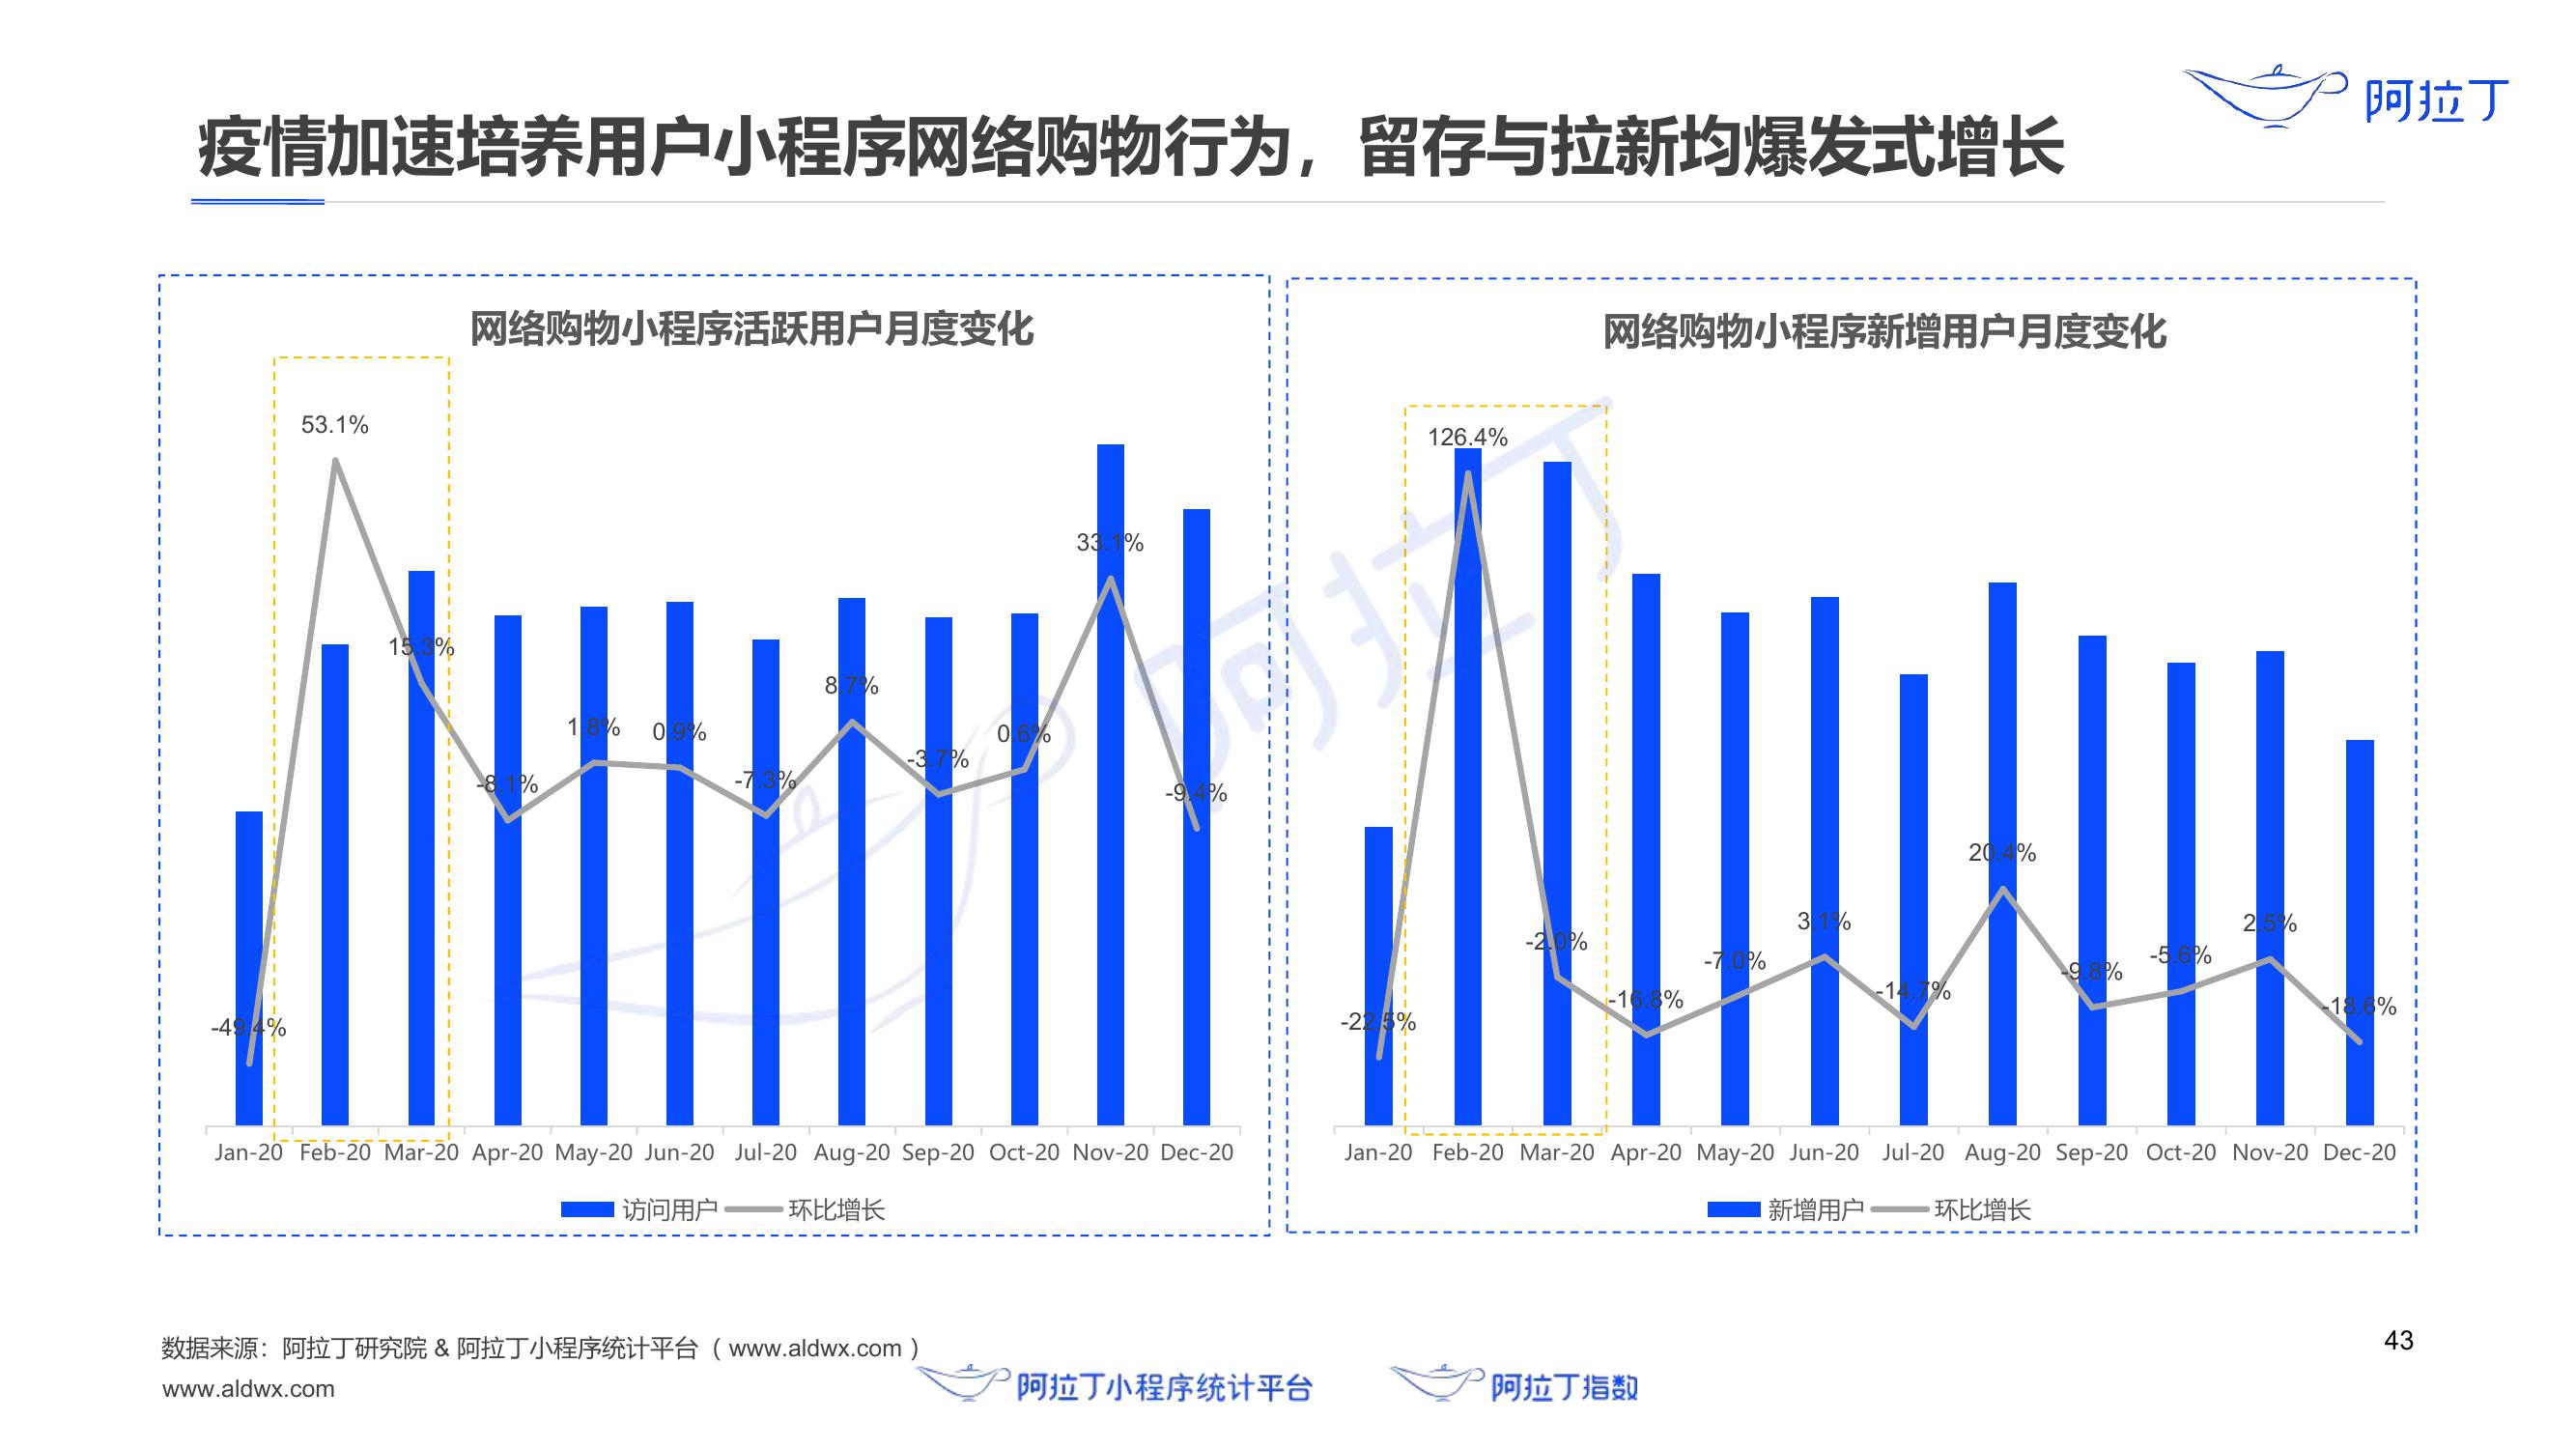 阿拉丁
疫情加速培养用户小程序网络购物行为，留存与拉新均爆发式增长
网络购物小程序活跃用户月度变化
53.1%
33.1%
15.3%
8.7%
1.8%
0.9%
0.6%
-3.7%
-8.1%
-7.3%
-9.4%
-49.4%
Jan-20 Feb-20 Mar-20 Apr-20 May-20 Jun-20 Jul-20 Aug-20 Sep-20 Oct-20 Nov-20 Dec-20
访问用户 环比增长
网络购物小程序新增用户月度变化
126.4%
20.4%
3.1%
2.5%
-2.0%
-7.0%
-5.6%
-9.8%
-16.8%
-14.7%
-18.6%
-22.5%
Jan-20 Feb-20 Mar-20 Apr-20 May-20 Jun-20 Jul-20 Aug-20 Sep-20 Oct-20 Nov-20 Dec-20
新增用户 环比增长
阿拉丁
数据来源：阿拉丁研究院 & 阿拉丁小程序统计平台（www.aldwx.com）
43
www.aldwx.com
阿拉丁小程序统计平台
阿拉丁指数